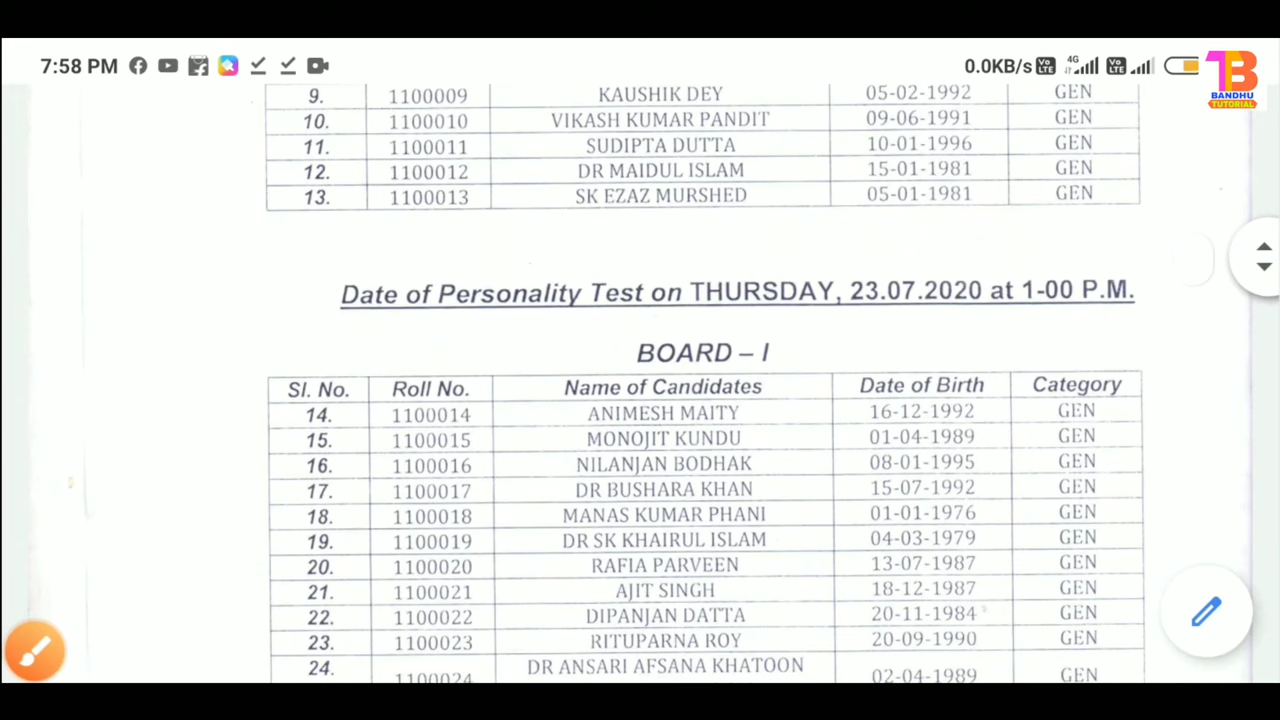 7:58 PM 0.0KB/s Vo LTE 4G Vo LTE
BANDHU
TUTORIAL
9. 1100009 KAUSHIK DEY 05-02-1992 GEN
10. 1100010 VIKASH KUMAR PANDIT 09-06-1991 GEN
11. 1100011 SUDIPTA DUTTA 10-01-1996 GEN
12. 1100012 DR MAIDUL ISLAM 15-01-1981 GEN
13. 1100013 SK EZAZ MURSHED 05-01-1981 GEN
Date of Personality Test on THURSDAY, 23.07.2020 at 1-00 P.M.
BOARD – I
Sl. No. Roll No. Name of Candidates Date of Birth Category
14. 1100014 ANIMESH MAITY 16-12-1992 GEN
15. 1100015 MONOJIT KUNDU 01-04-1989 GEN
16. 1100016 NILANJAN BODHAK 08-01-1995 GEN
17. 1100017 DR BUSHARA KHAN 15-07-1992 GEN
18. 1100018 MANAS KUMAR PHANI 01-01-1976 GEN
19. 1100019 DR SK KHAIRUL ISLAM 04-03-1979 GEN
20. 1100020 RAFIA PARVEEN 13-07-1987 GEN
21. 1100021 AJIT SINGH 18-12-1987 GEN
22. 1100022 DIPANJAN DATTA 20-11-1984 GEN
23. 1100023 RITUPARNA ROY 20-09-1990 GEN
24. 1100024 DR ANSARI AFSANA KHATOON 02-04-1989 GEN